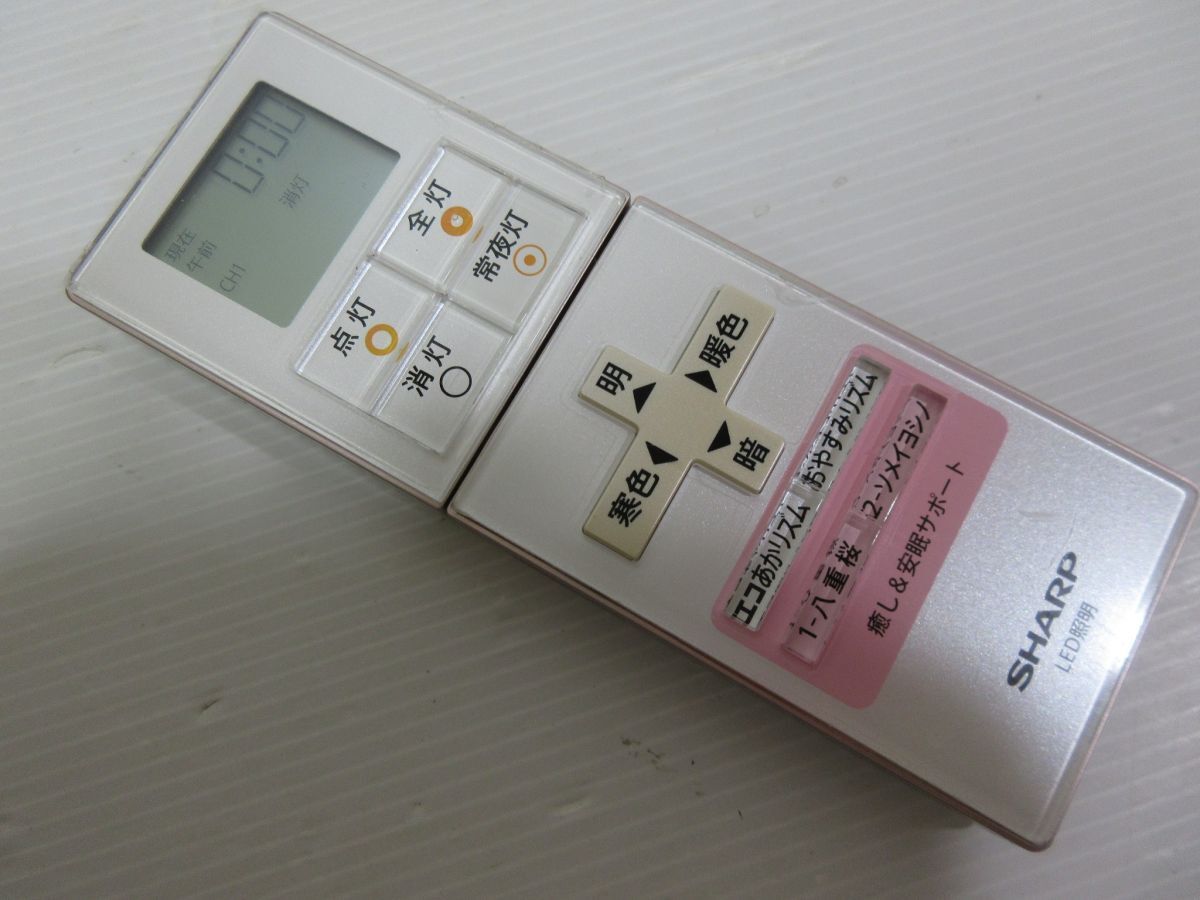 現在
午前
0:00
CH1
消灯
点灯
全灯
消灯
常夜灯
明
寒色
暖色
暗
エコあかリズム
おやすみリズム
1-八重桜
2-ソメイヨシノ
癒し&安眠サポート
SHARP
LED照明